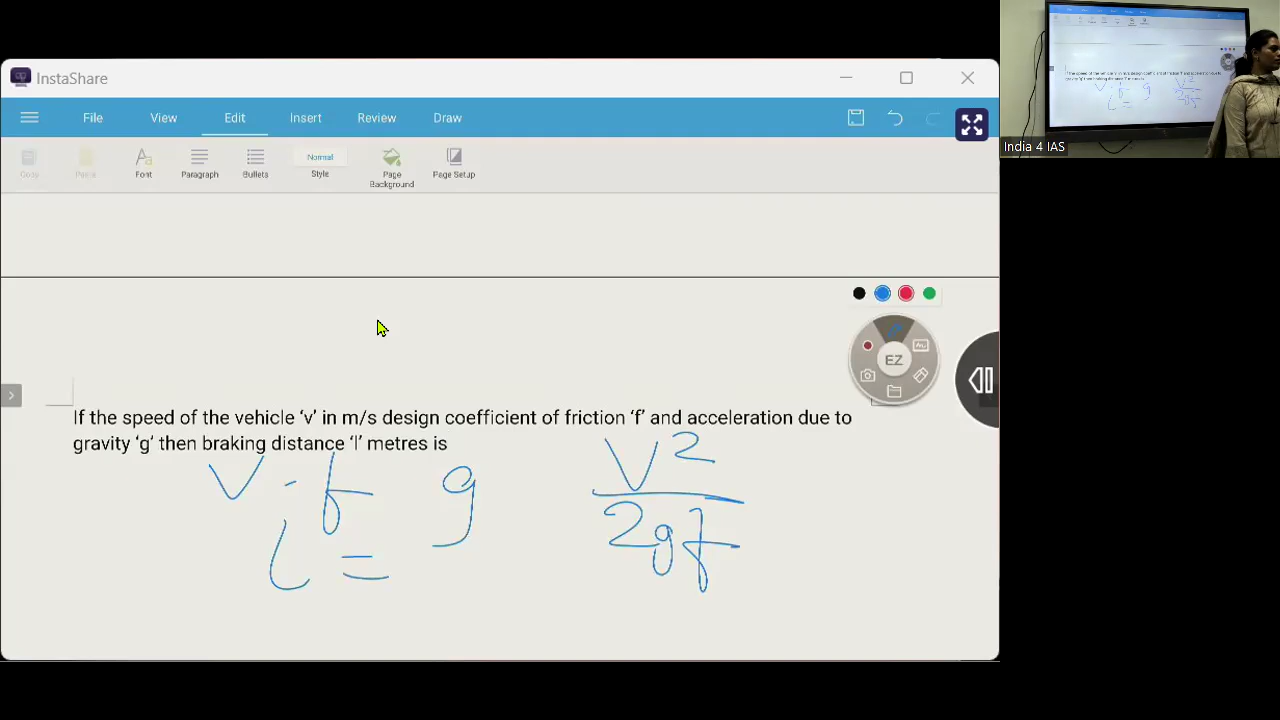 InstaShare
File View Edit Insert Review Draw
Copy Paste Font Paragraph Bullets Normal Style Page Background Page Setup
EZ
If the speed of the vehicle ‘v’ in m/s design coefficient of friction ‘f’ and acceleration due to
gravity ‘g’ then braking distance ‘l’ metres is
V f g
l =
V²
2gf
India 4 IAS